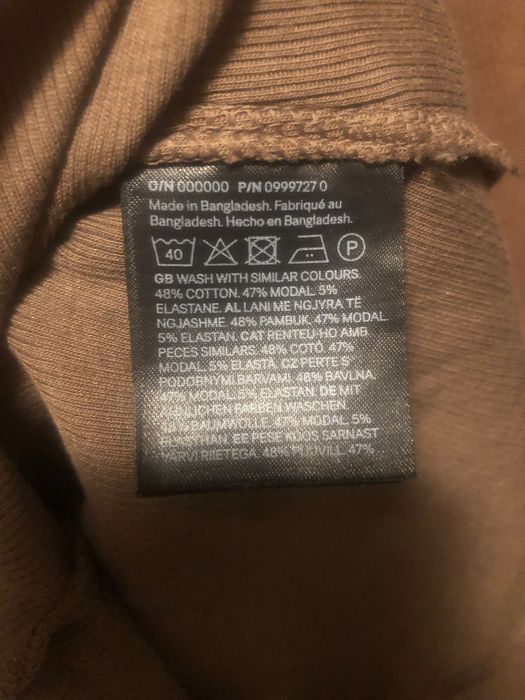 O/N 000000 P/N 0999727 0
Made in Bangladesh. Fabriqué au
Bangladesh. Hecho en Bangladesh.
40 P
GB WASH WITH SIMILAR COLOURS.
48% COTTON. 47% MODAL. 5%
ELASTANE. AL LANI ME NGJYRA TË
NGJASHME. 48% PAMBUK. 47% MODAL.
5% ELASTAN. CAT RENTEU-HO AMB
PECES SIMILARS. 48% COTÓ. 47%
MODAL. 5% ELASTÀ. CZ PERTE S
PODOBNYMI BARVAMI. 48% BAVLNA.
47% MODAL. 5% ELASTAN. DE MIT
ÄHNLICHEN FARBEN WASCHEN.
48% BAUMWOLLE. 47% MODAL. 5%
ELASTHAN. EE PESE KOOS SARNAST
VÄRVI RIIETEGA. 48% PUUVILL. 47%